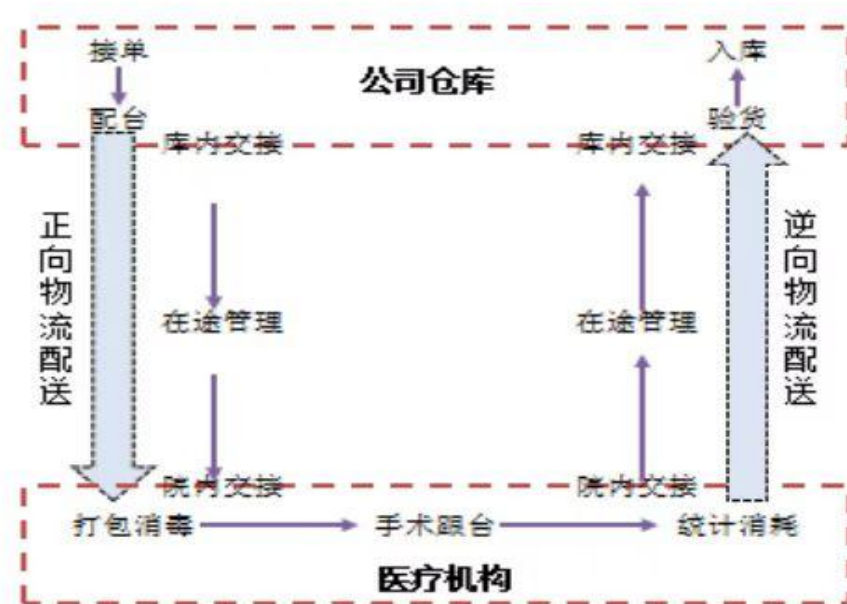 接单
公司仓库
入库
配台
验货
库内交接
库内交接
正向物流配送
逆向物流配送
在途管理
在途管理
院内交接
院内交接
打包消毒
手术跟台
统计消耗
医疗机构